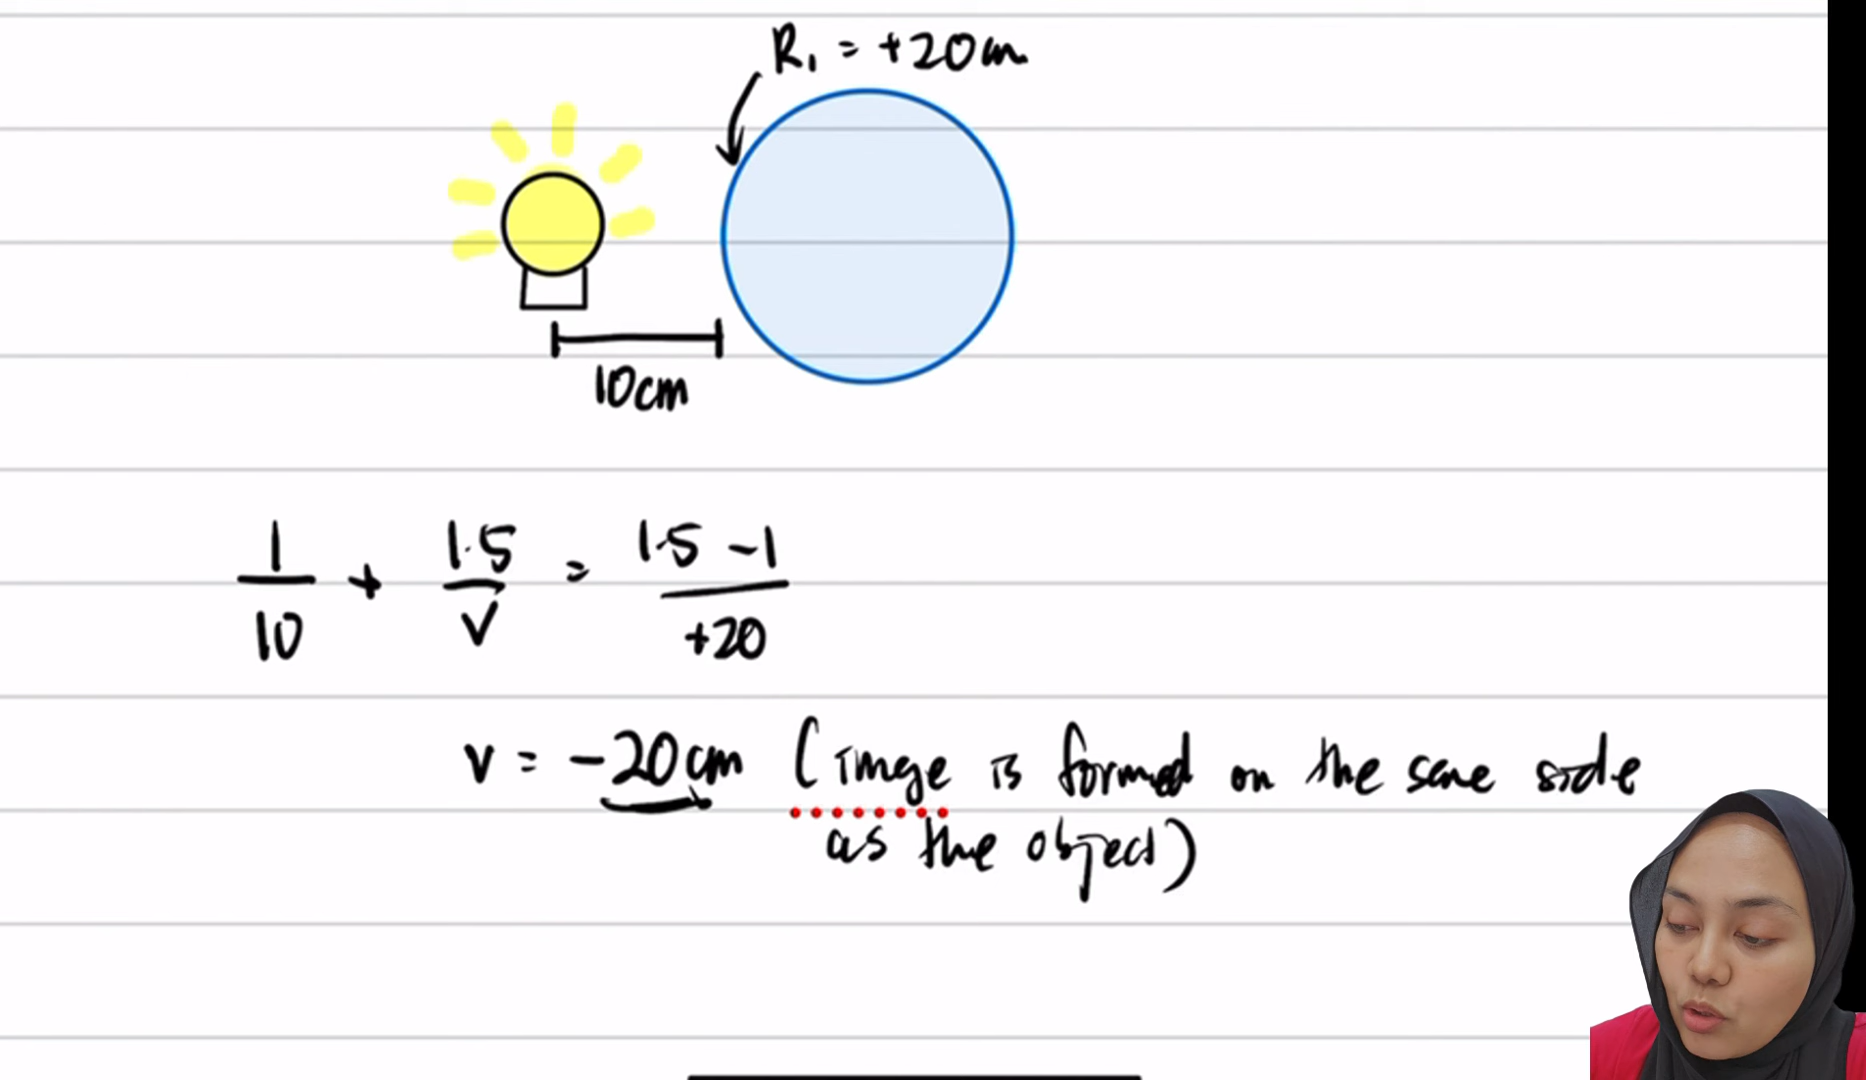 R₁ = +20cm
10cm
1/10 + 1.5/V = 1.5 - 1/+20
V = -20cm (image is formed on the same side
as the object)